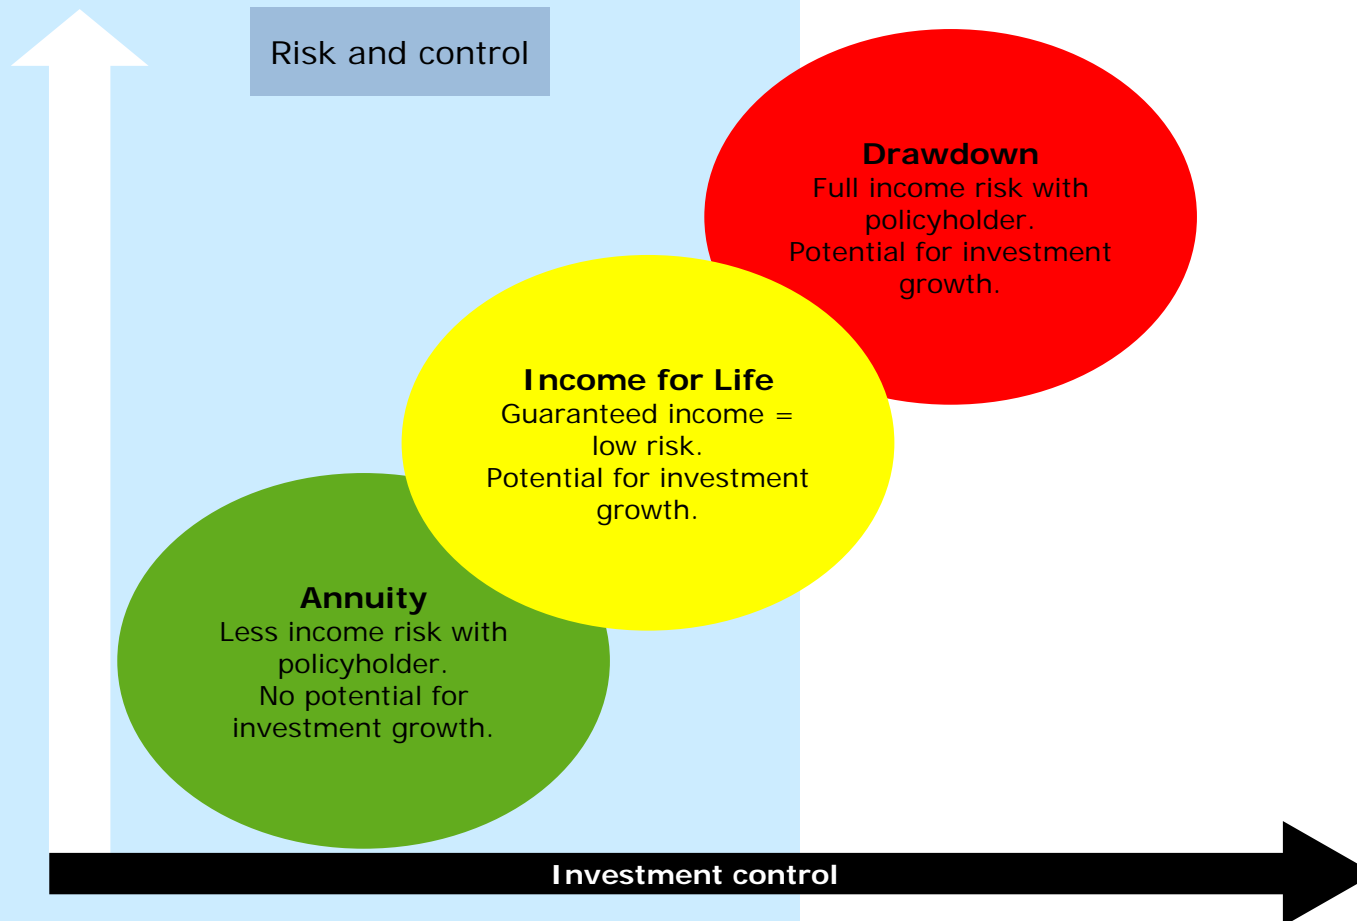 Risk and control
Drawdown
Full income risk with
policyholder.
Potential for investment
growth.
Income for Life
Guaranteed income =
low risk.
Potential for investment
growth.
Annuity
Less income risk with
policyholder.
No potential for
investment growth.
Investment control